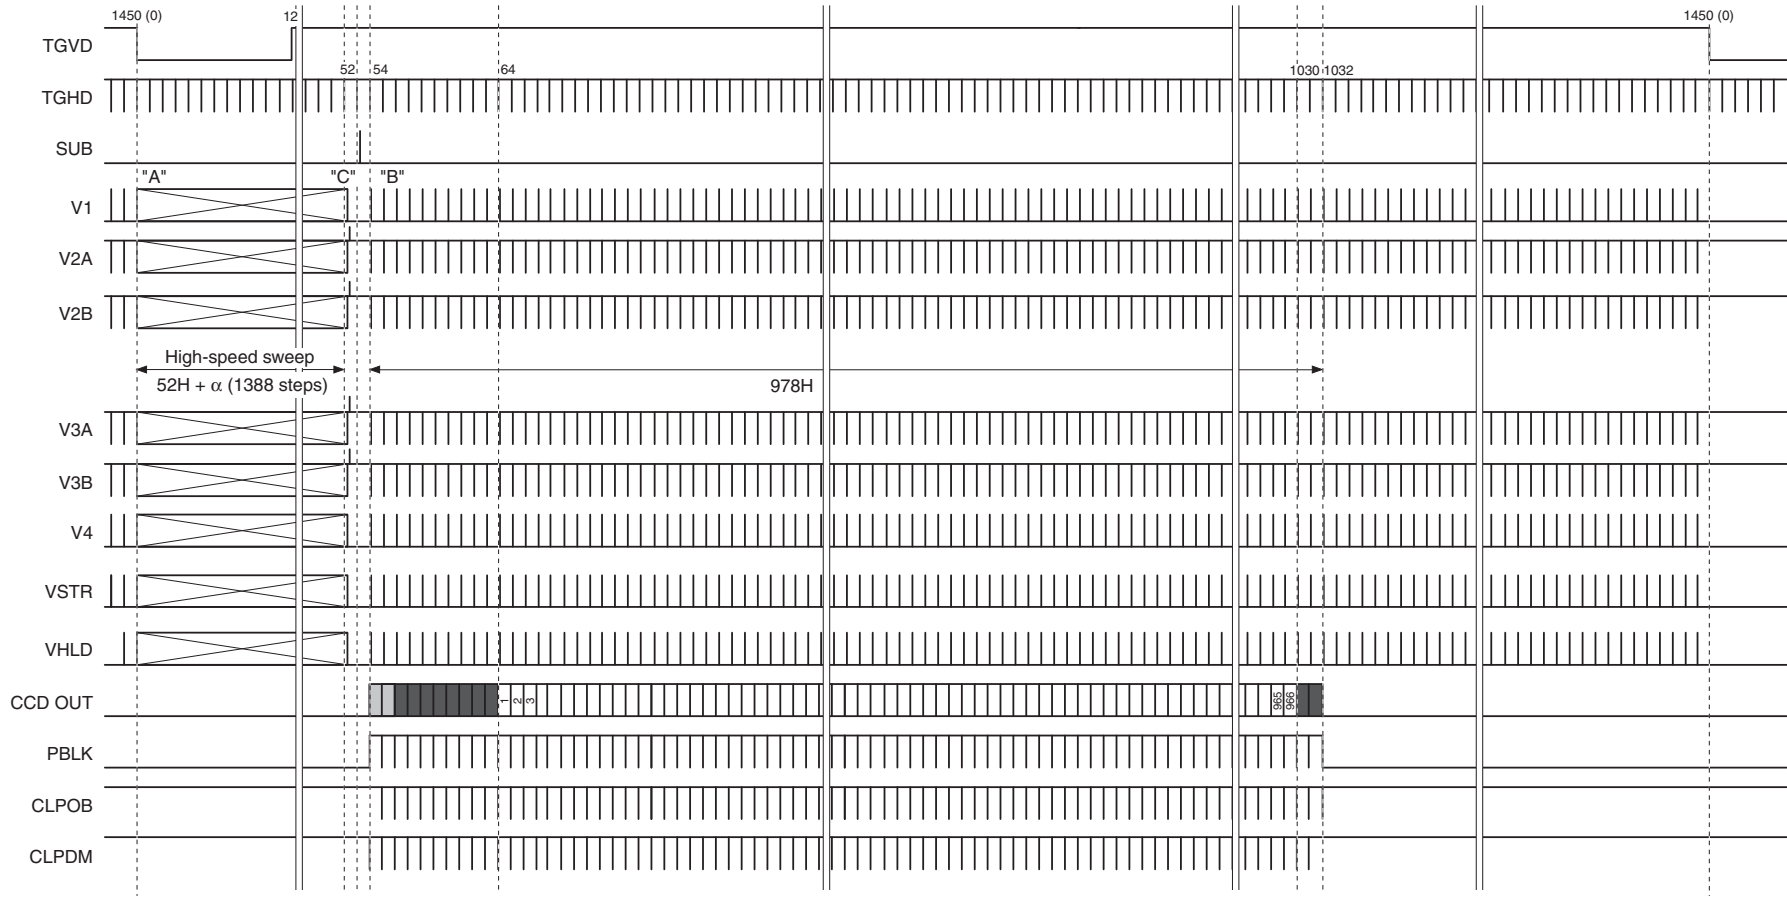 1450 (0)
12
1450 (0)
TGVD
52
54
64
1030
1032
TGHD
SUB
"A"
"C"
"B"
V1
V2A
V2B
High-speed sweep
52H + α (1388 steps)
978H
V3A
V3B
V4
VSTR
VHLD
CCD OUT
1
2
3
965
966
PBLK
CLPOB
CLPDM